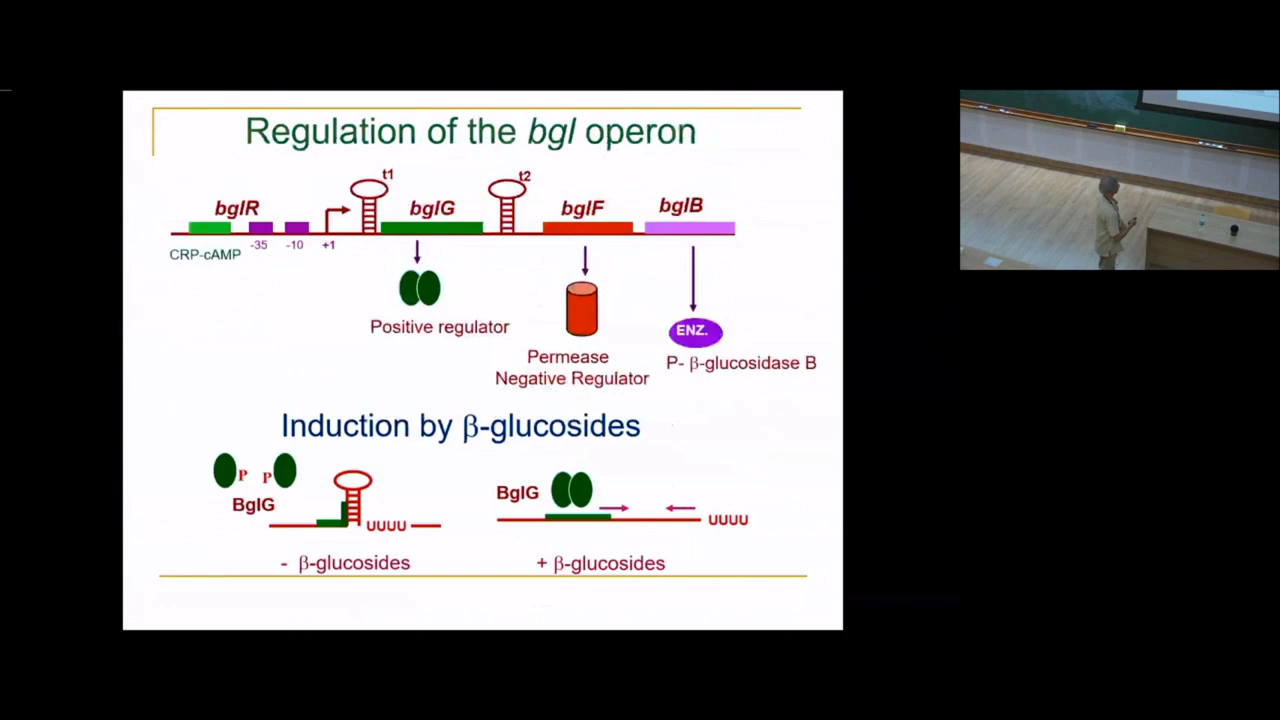 Regulation of the bgl operon
t1
t2
bglR
bglG
bglF
bglB
-35
-10
+1
CRP-cAMP
Positive regulator
ENZ.
Permease
Negative Regulator
P- β-glucosidase B
Induction by β-glucosides
P P
BglG
UUUU
- β-glucosides
BglG
UUUU
+ β-glucosides